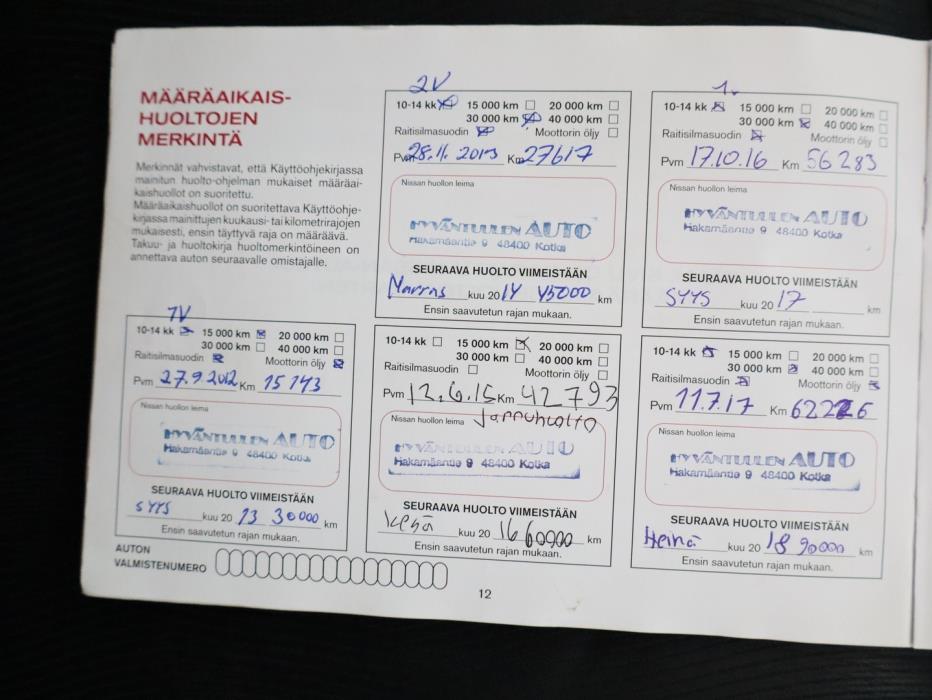 MÄÄRÄAIKAIS-
HUOLTOJEN
MERKINTÄ
Merkinnät vahvistavat, että Käyttöohjekirjassa
mainitun huolto-ohjelman mukaiset määräai-
kaishuollot on suoritettu.
Määräaikaishuollot on suoritettava Käyttöohje-
kirjassa mainittujen kuukausi- tai kilometrirajojen
mukaisesti, ensin täyttyvä raja on määräävä.
Takuu- ja huoltokirja huoltomerkintöineen on
annettava auton seuraavalle omistajalle.
1V
10-14 kk 15 000 km 20 000 km
30 000 km 40 000 km
Raitisilmasuodin Moottorin öljy
Pvm 27.9.2012 Km 15143
Nissan huollon leima
HYVÄNTUULEN AUTO
Hakamäentie 9 48400 Kotka
SEURAAVA HUOLTO VIIMEISTÄÄN
SYYS kuu 20 13 30000 km
Ensin saavutetun rajan mukaan.
AUTON
VALMISTENUMERO
2V
10-14 kk 15 000 km 20 000 km
30 000 km 40 000 km
Raitisilmasuodin Moottorin öljy
Pvm 28.11.2013 Km 27617
Nissan huollon leima
HYVÄNTUULEN AUTO
Hakamäentie 9 48400 Kotka
SEURAAVA HUOLTO VIIMEISTÄÄN
Marras kuu 20 14 45000 km
Ensin saavutetun rajan mukaan.
10-14 kk 15 000 km 20 000 km
30 000 km 40 000 km
Raitisilmasuodin Moottorin öljy
Pvm 12.6.15 Km 42793
Nissan huollon leima Jarruhuolto
HYVÄNTUULEN AUTO
Hakamäentie 9 48400 Kotka
SEURAAVA HUOLTO VIIMEISTÄÄN
Kesä kuu 20 16 60000 km
Ensin saavutetun rajan mukaan.
1.
10-14 kk 15 000 km 20 000 km
30 000 km 40 000 km
Raitisilmasuodin Moottorin öljy
Pvm 17.10.16 Km 56283
Nissan huollon leima
HYVÄNTUULEN AUTO
Hakamäentie 9 48400 Kotka
SEURAAVA HUOLTO VIIMEISTÄÄN
SYYS kuu 20 17 km
Ensin saavutetun rajan mukaan.
10-14 kk 15 000 km 20 000 km
30 000 km 40 000 km
Raitisilmasuodin Moottorin öljy
Pvm 11.7.17 Km 62226
Nissan huollon leima
HYVÄNTUULEN AUTO
Hakamäentie 9 48400 Kotka
SEURAAVA HUOLTO VIIMEISTÄÄN
Heinä kuu 20 18 90000 km
Ensin saavutetun rajan mukaan.
12